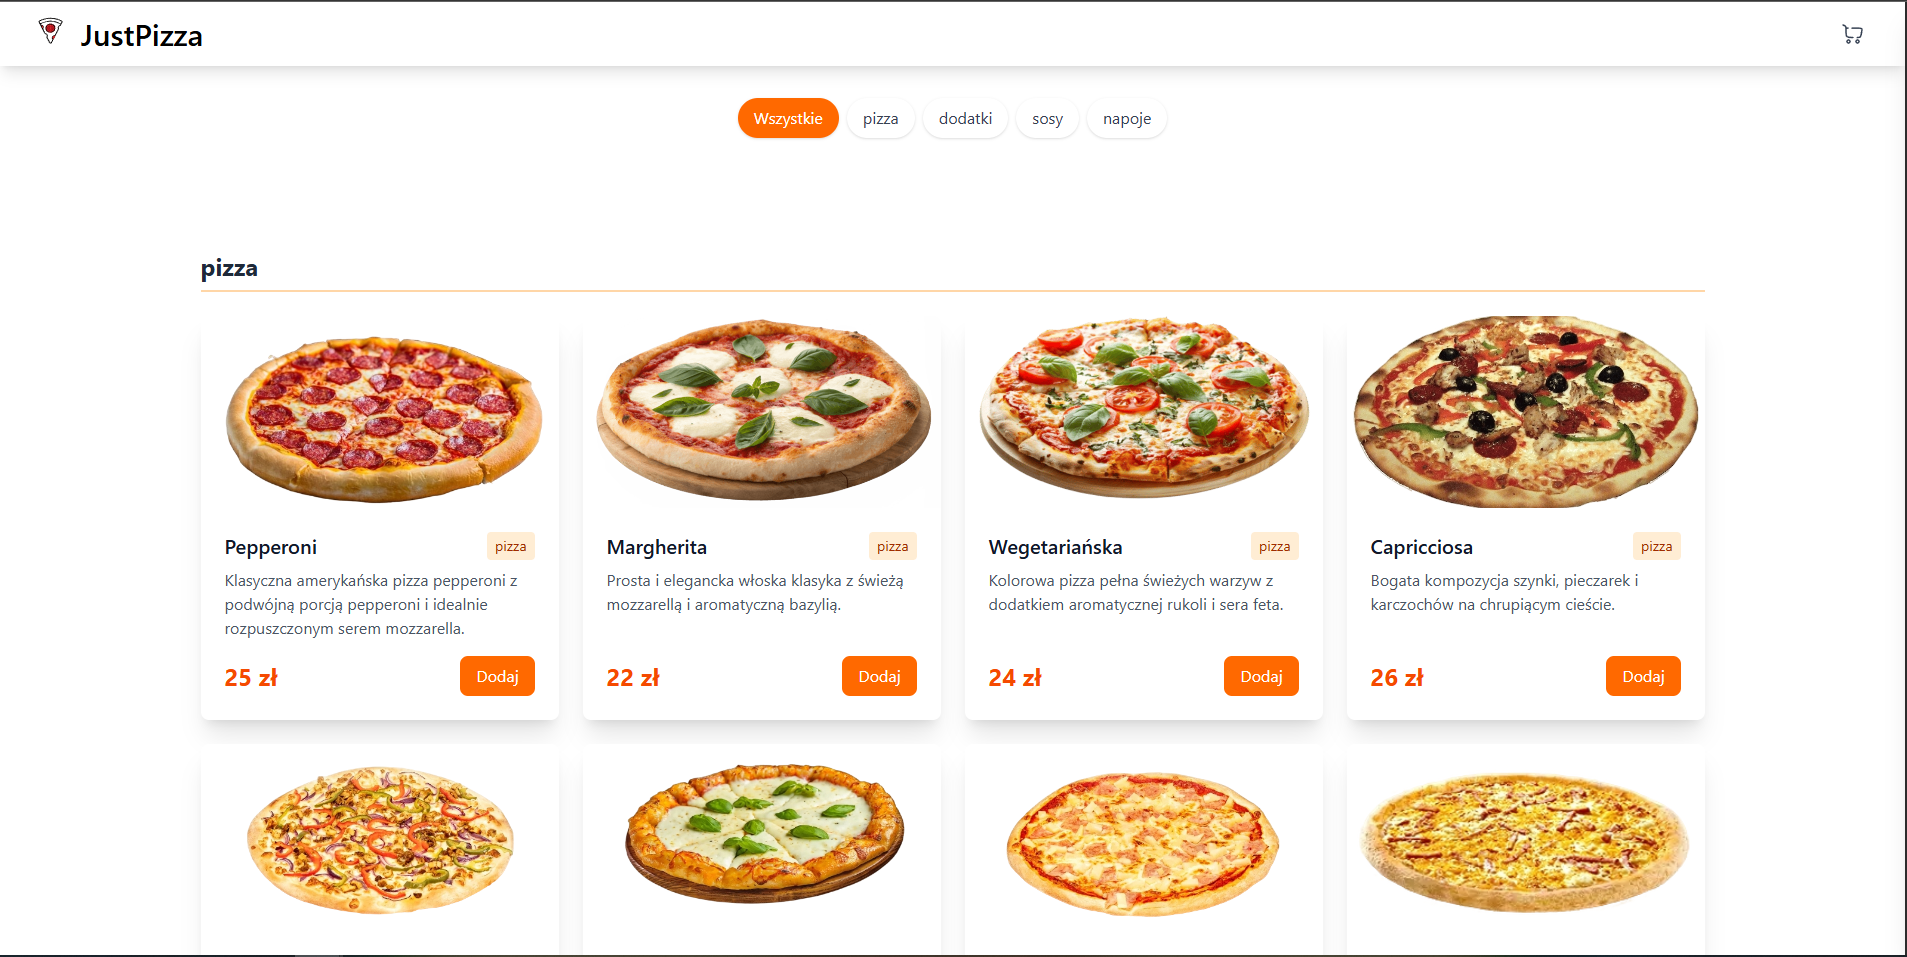 JustPizza
Wszystkie
pizza
dodatki
sosy
napoje
pizza
Pepperoni
pizza
Klasyczna amerykańska pizza pepperoni z
podwójną porcją pepperoni i idealnie
rozpuszczonym serem mozzarella.
25 zł
Dodaj
Margherita
pizza
Prosta i elegancka włoska klasyka z świeżą
mozzarellą i aromatyczną bazylią.
22 zł
Dodaj
Wegetariańska
pizza
Kolorowa pizza pełna świeżych warzyw z
dodatkiem aromatycznej rukoli i sera feta.
24 zł
Dodaj
Capricciosa
pizza
Bogata kompozycja szynki, pieczarek i
karczochów na chrupiącym cieście.
26 zł
Dodaj